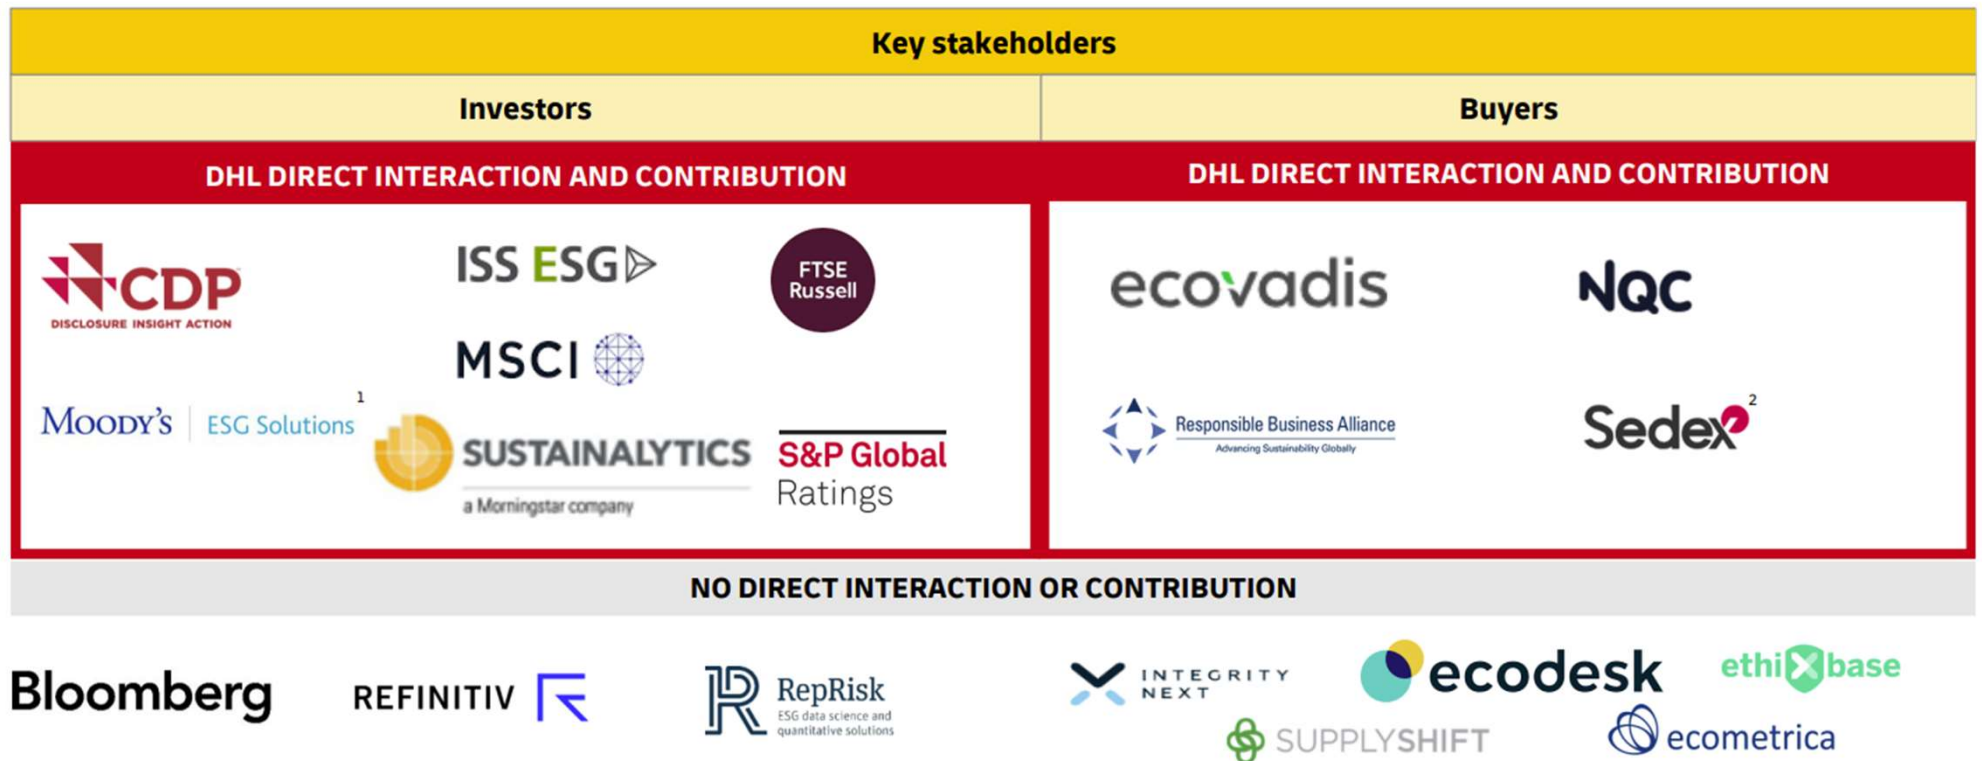 Key stakeholders
Investors
Buyers
DHL DIRECT INTERACTION AND CONTRIBUTION
DHL DIRECT INTERACTION AND CONTRIBUTION
CDP
DISCLOSURE INSIGHT ACTION
ISS ESG
FTSE
Russell
MSCI
MOODY'S ESG Solutions 1
SUSTAINALYTICS
a Morningstar company
S&P Global
Ratings
ecovadis
NQC
Responsible Business Alliance
Advancing Sustainability Globally
Sedex 2
NO DIRECT INTERACTION OR CONTRIBUTION
Bloomberg
REFINITIV
RepRisk
ESG data science and
quantitative solutions
INTEGRITY
NEXT
ecodesk
ethiXbase
SUPPLYSHIFT
ecometrica